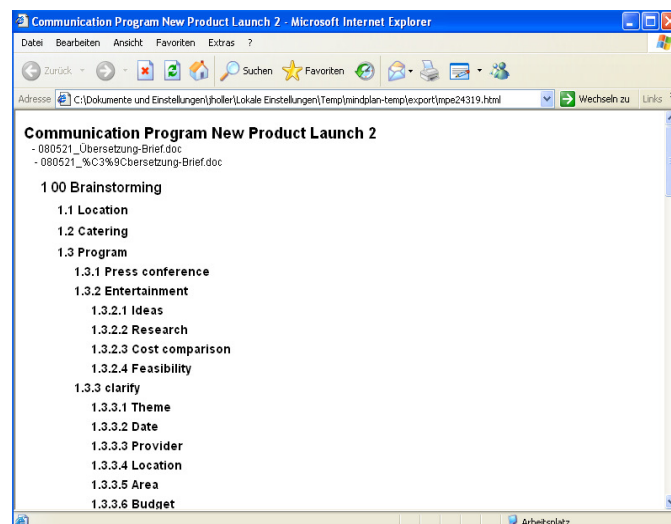 Communication Program New Product Launch 2 - Microsoft Internet Explorer
Datei Bearbeiten Ansicht Favoriten Extras ?
Zurück Suchen Favoriten
Adresse C:\Dokumente und Einstellungen\jholler\Lokale Einstellungen\Temp\mindplan-temp\export\mpe24319.html Wechseln zu Links
Communication Program New Product Launch 2
- 080521_Übersetzung-Brief.doc
- 080521_%C3%9Cbersetzung-Brief.doc
1 00 Brainstorming
1.1 Location
1.2 Catering
1.3 Program
1.3.1 Press conference
1.3.2 Entertainment
1.3.2.1 Ideas
1.3.2.2 Research
1.3.2.3 Cost comparison
1.3.2.4 Feasibility
1.3.3 clarify
1.3.3.1 Theme
1.3.3.2 Date
1.3.3.3 Provider
1.3.3.4 Location
1.3.3.5 Area
1.3.3.6 Budget
Arbeitsplatz